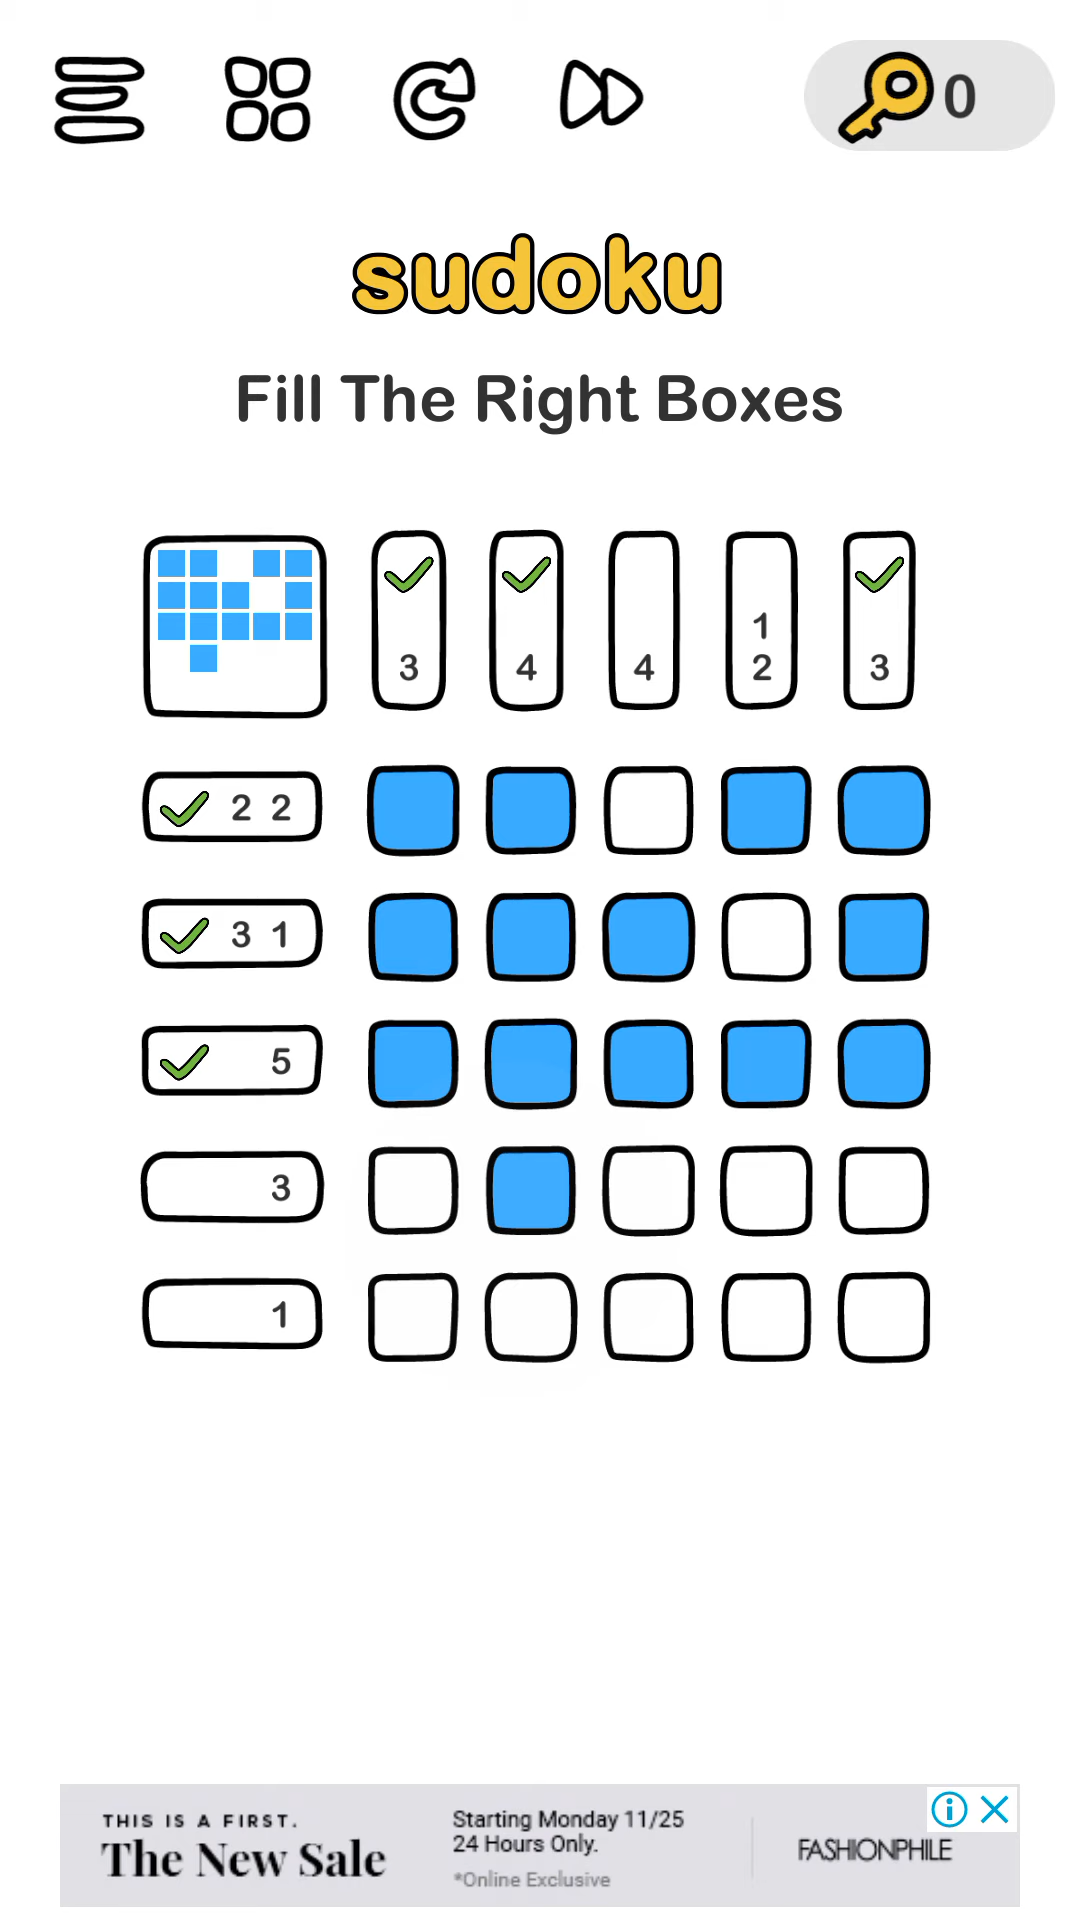 0
sudoku
Fill The Right Boxes
3 4 4 1 2 3
2 2
3 1
5
3
1
THIS IS A FIRST.
The New Sale
Starting Monday 11/25
24 Hours Only.
*Online Exclusive
FASHIONPHILE